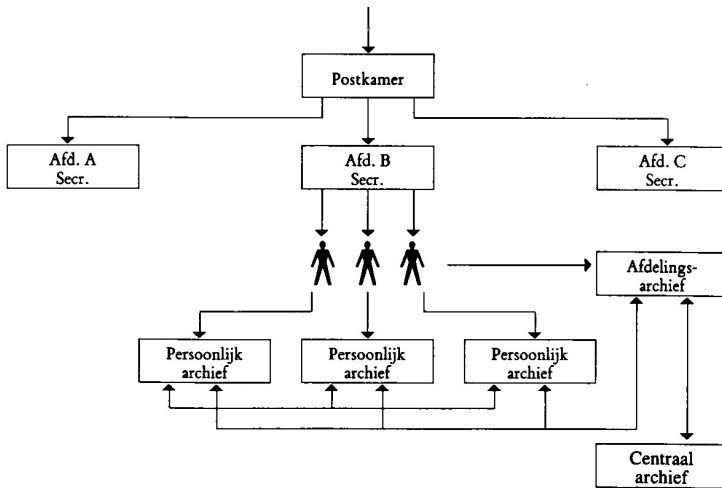 Postkamer
Afd. A
Secr.
Afd. B
Secr.
Afd. C
Secr.
Afdelings-
archief
Persoonlijk
archief
Persoonlijk
archief
Persoonlijk
archief
Centraal
archief